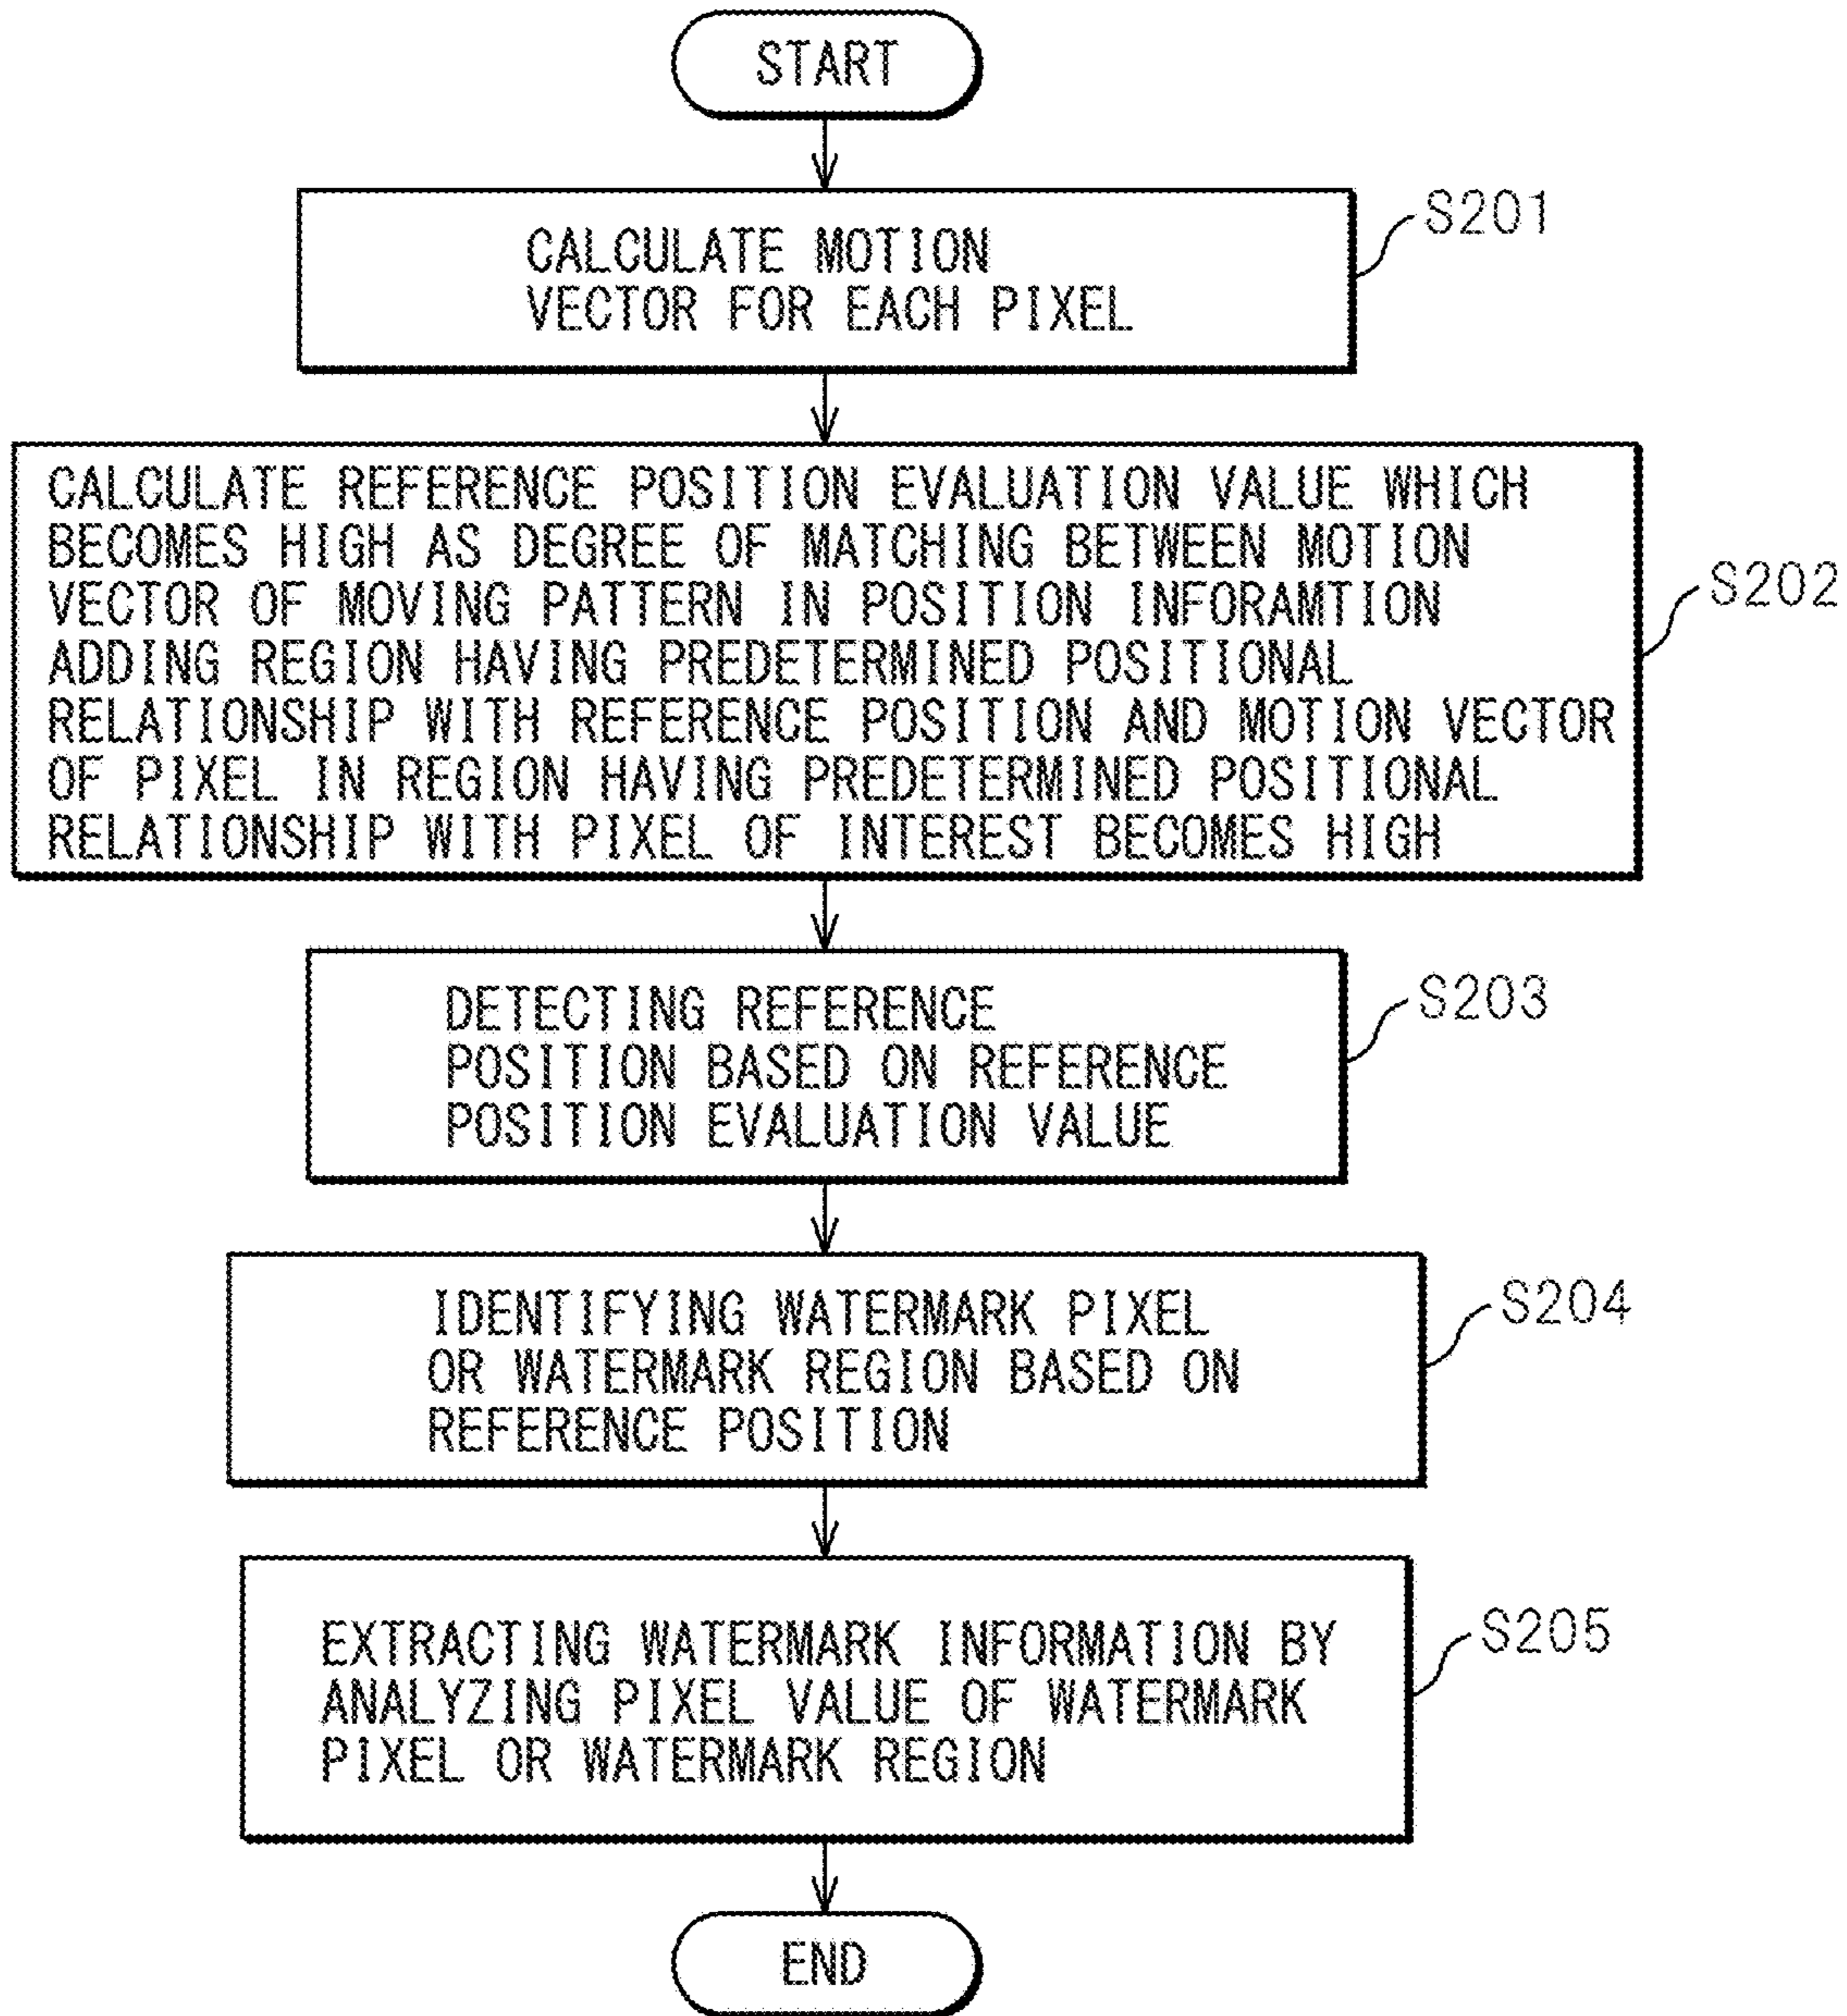 START
S201
CALCULATE MOTION
VECTOR FOR EACH PIXEL
CALCULATE REFERENCE POSITION EVALUATION VALUE WHICH
BECOMES HIGH AS DEGREE OF MATCHING BETWEEN MOTION
VECTOR OF MOVING PATTERN IN POSITION INFORAMTION
ADDING REGION HAVING PREDETERMINED POSITIONAL
RELATIONSHIP WITH REFERENCE POSITION AND MOTION VECTOR
OF PIXEL IN REGION HAVING PREDETERMINED POSITIONAL
RELATIONSHIP WITH PIXEL OF INTEREST BECOMES HIGH
S202
DETECTING REFERENCE
POSITION BASED ON REFERENCE
POSITION EVALUATION VALUE
S203
IDENTIFYING WATERMARK PIXEL
OR WATERMARK REGION BASED ON
REFERENCE POSITION
S204
EXTRACTING WATERMARK INFORMATION BY
ANALYZING PIXEL VALUE OF WATERMARK
PIXEL OR WATERMARK REGION
S205
END